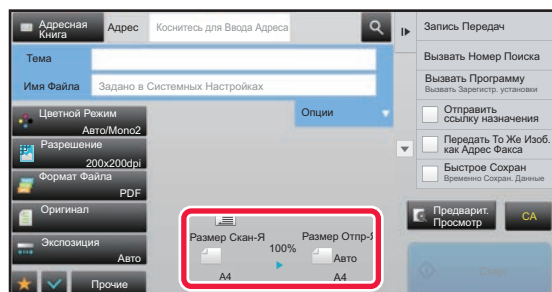 Адресная
Книга
Адрес
Коснитесь для Ввода Адреса
Тема
Имя Файла
Задано в Системных Настройках
Опции
Цветной Режим
Авто/Mono2
Разрешение
200x200dpi
Формат Файла
PDF
Оригинал
Экспозиция
Авто
Прочие
Размер Скан-Я
100%
Размер Отпр-Я
Авто
A4
A4
Запись Передач
Вызвать Номер Поиска
Вызвать Программу
Вызвать Зарегистр. установки
Отправить
ссылку назначения
Передать То Же Изоб.
как Адрес Факса
Быстрое Сохран
Временно Сохран. Данные
Предварит.
Просмотр
CA
Старт